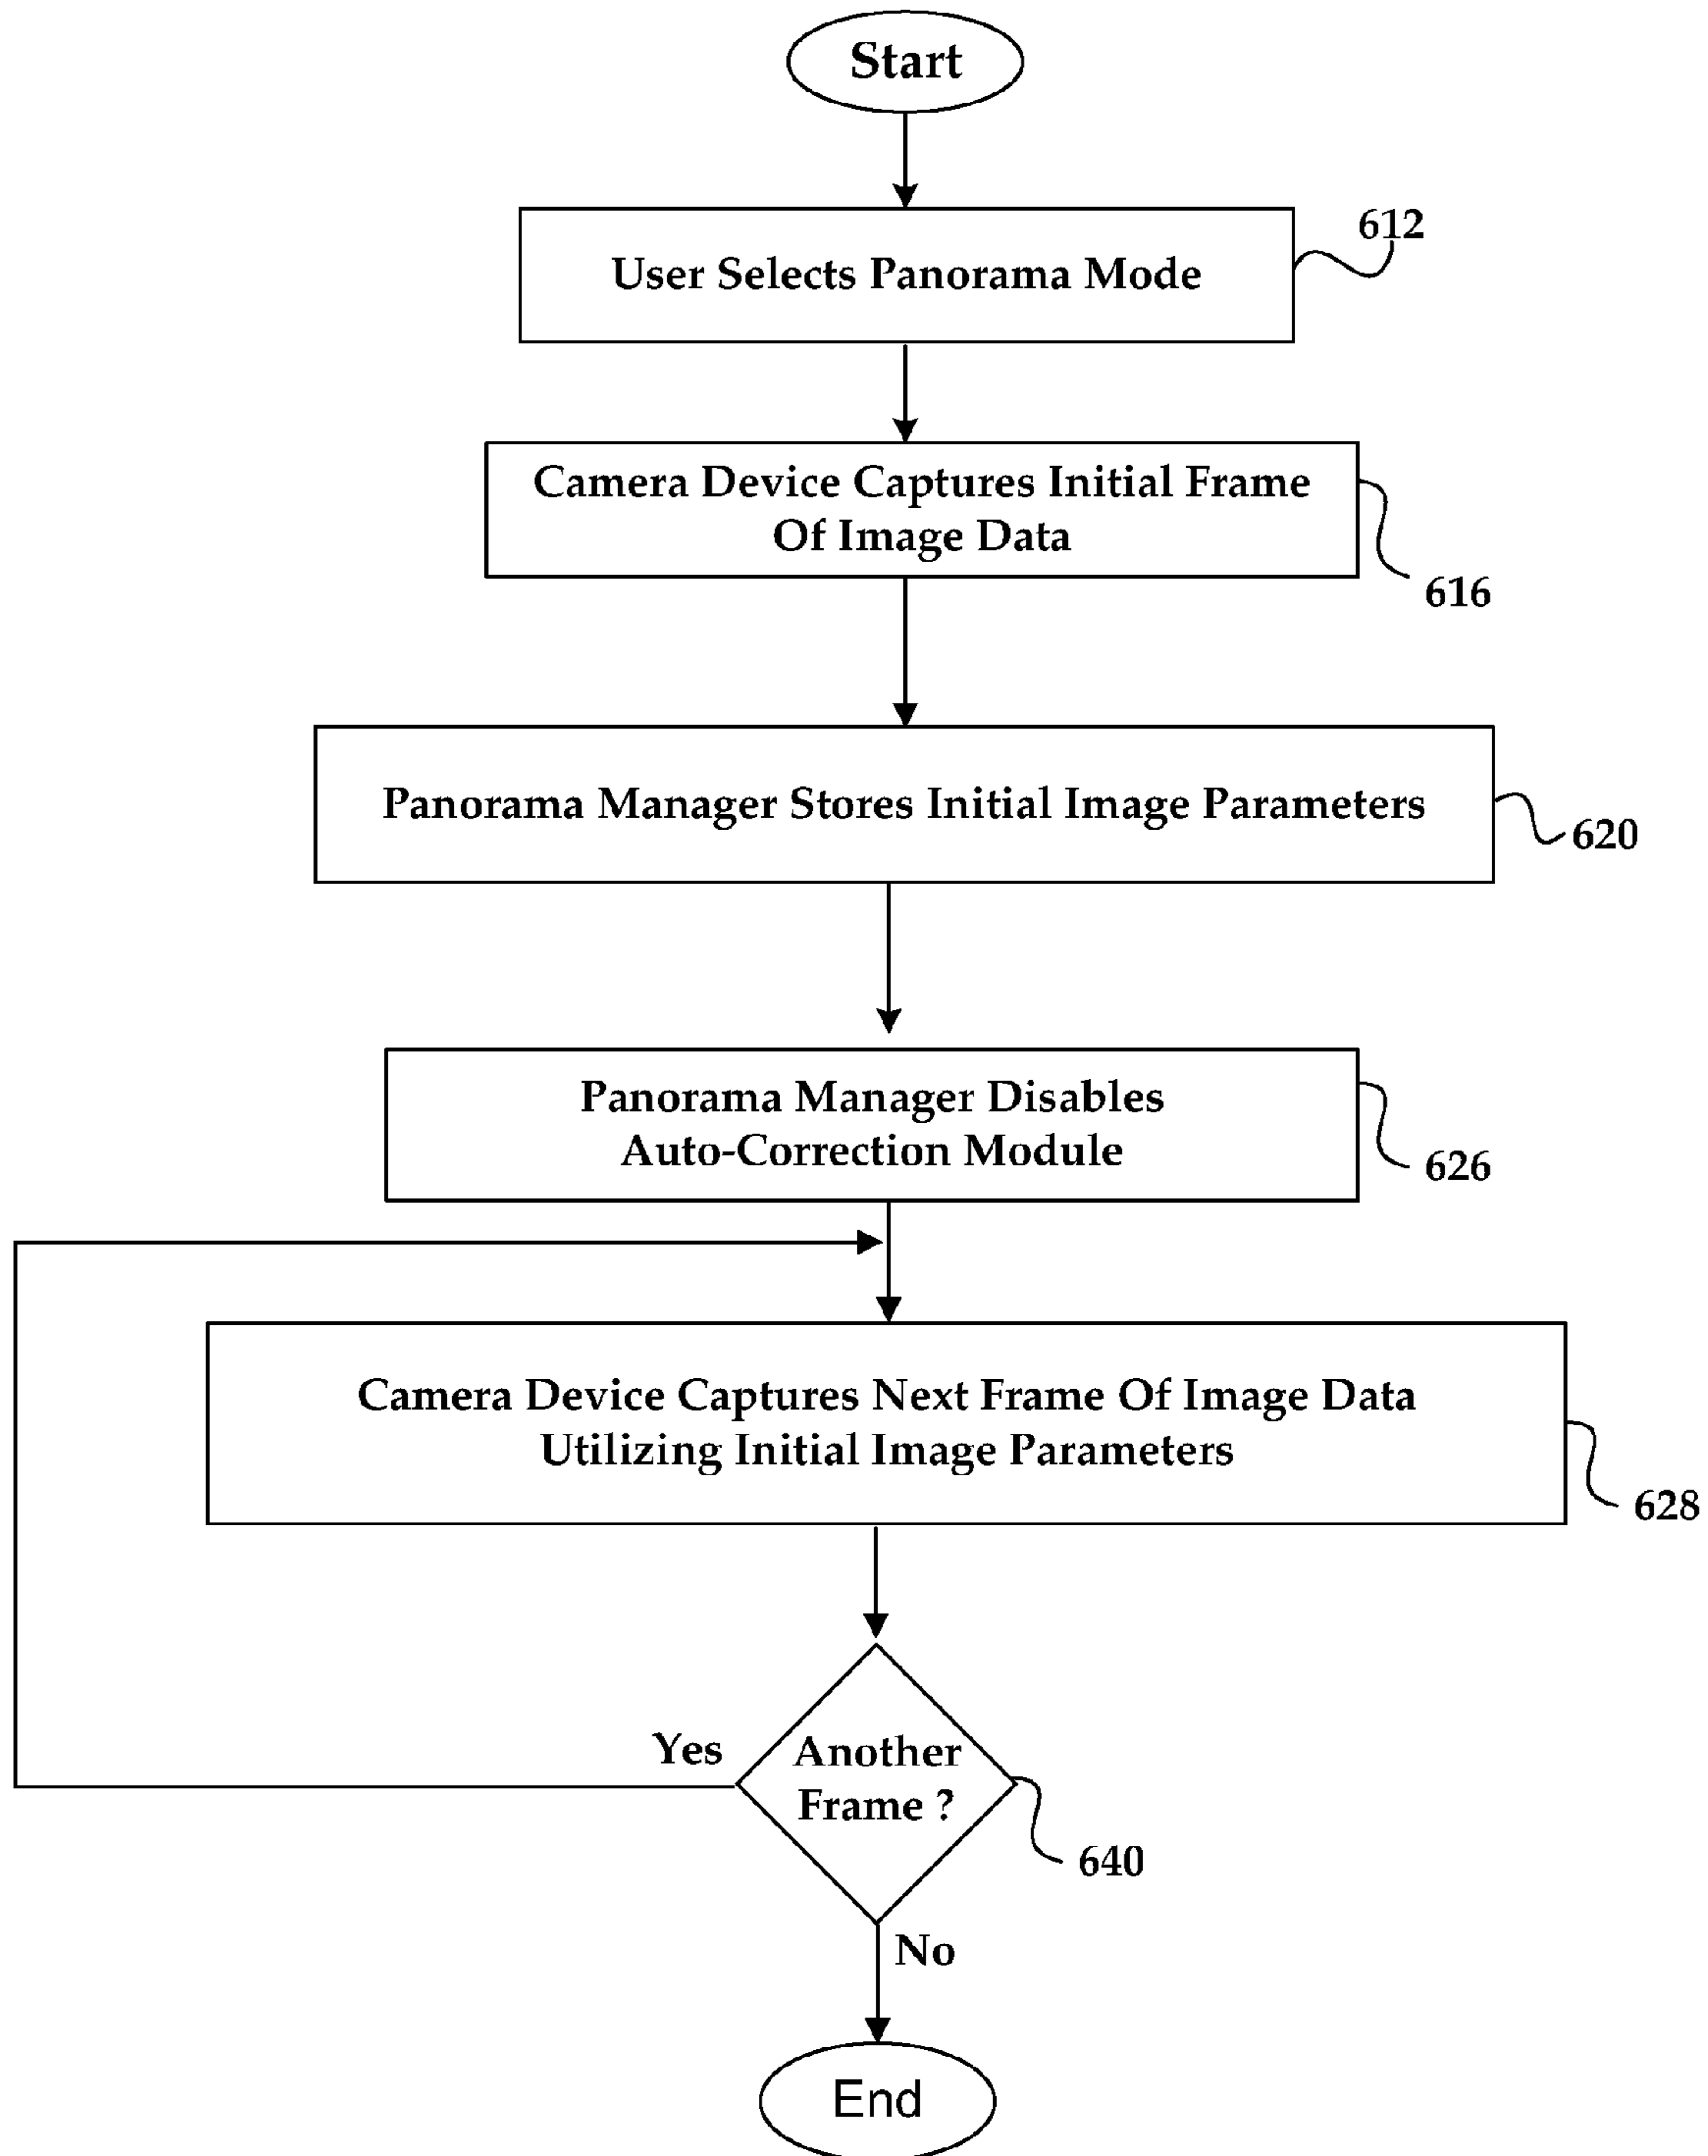 Start
User Selects Panorama Mode
612
Camera Device Captures Initial Frame
Of Image Data
616
Panorama Manager Stores Initial Image Parameters
620
Panorama Manager Disables
Auto-Correction Module
626
Camera Device Captures Next Frame Of Image Data
Utilizing Initial Image Parameters
628
Yes
Another
Frame ?
640
No
End